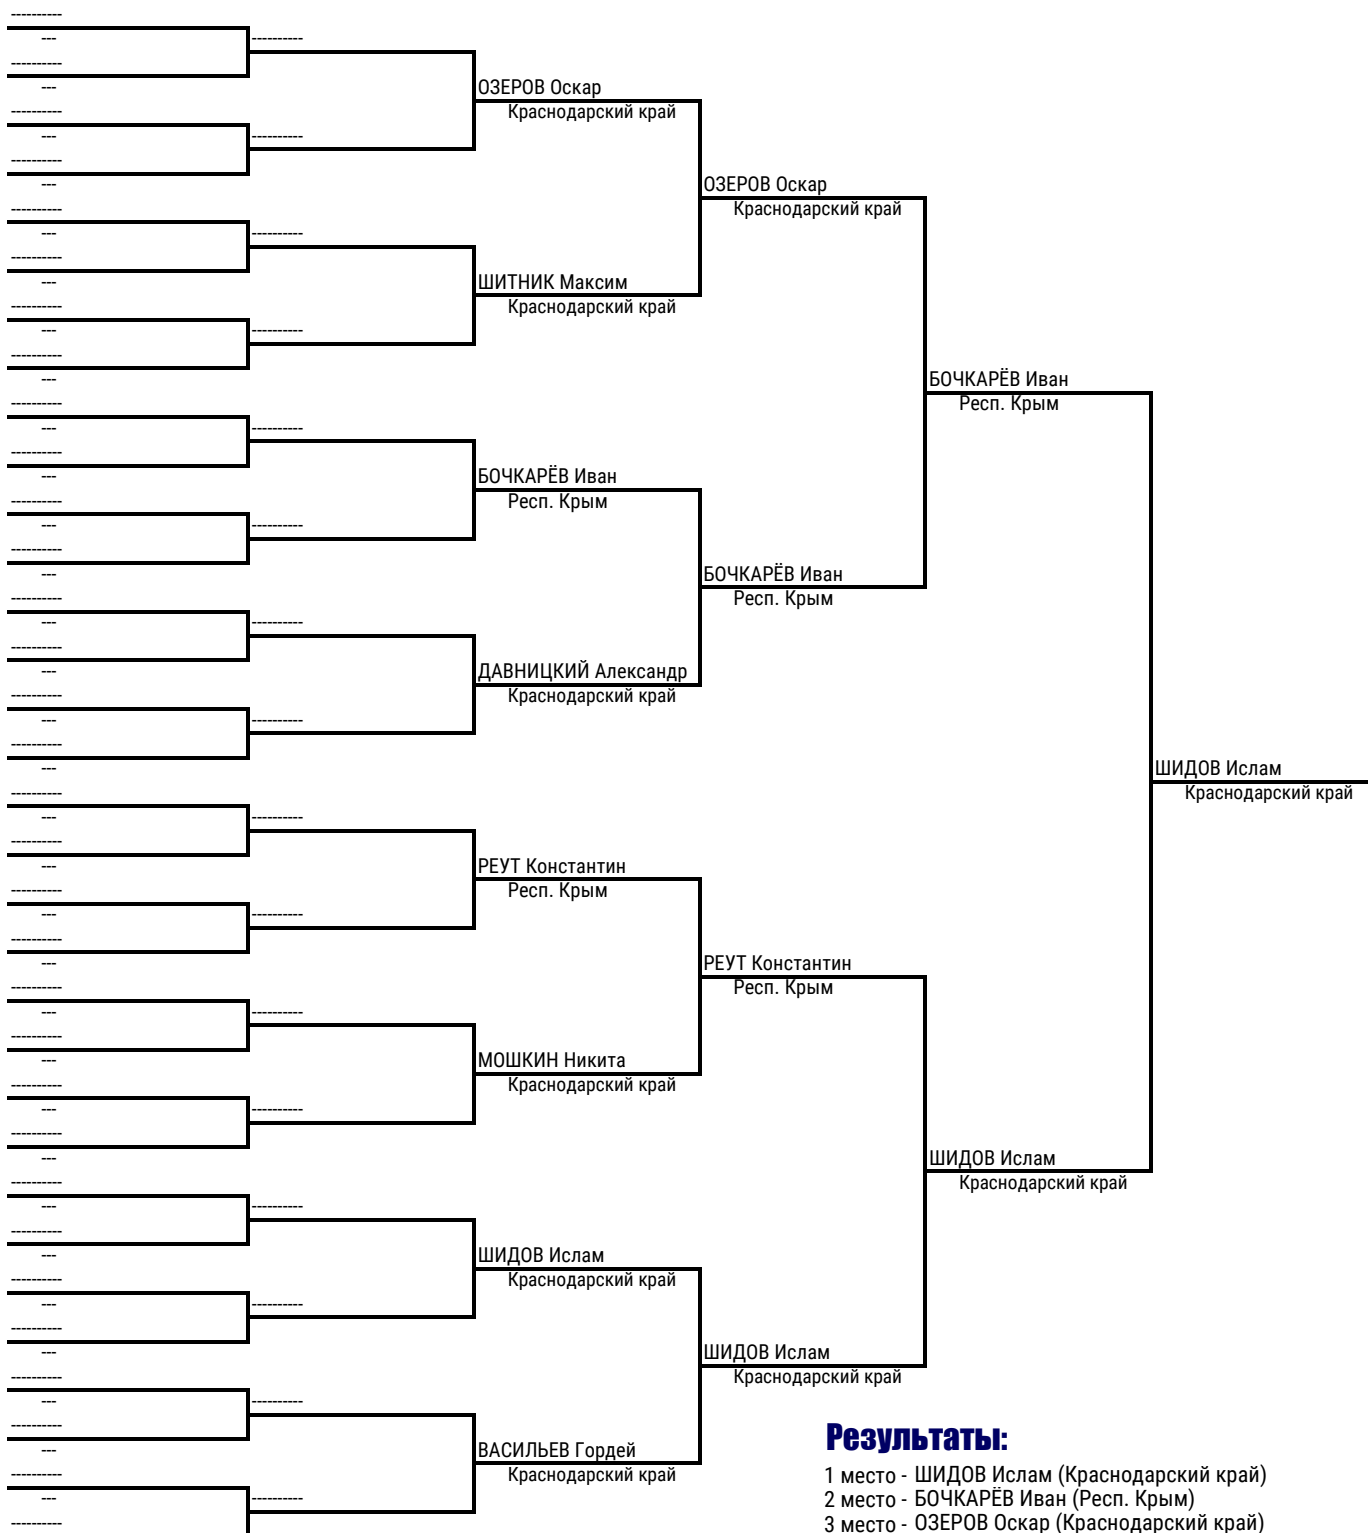 ----------
---
----------
----------
---
ОЗЕРОВ Оскар
Краснодарский край
----------
---
----------
----------
---
ОЗЕРОВ Оскар
Краснодарский край
----------
---
----------
----------
---
ШИТНИК Максим
Краснодарский край
----------
---
----------
----------
---
БОЧКАРЁВ Иван
Респ. Крым
----------
---
----------
----------
---
БОЧКАРЁВ Иван
Респ. Крым
----------
---
----------
----------
---
БОЧКАРЁВ Иван
Респ. Крым
----------
---
----------
----------
---
ДАВНИЦКИЙ Александр
Краснодарский край
----------
---
----------
----------
---
ШИДОВ Ислам
Краснодарский край
----------
---
----------
----------
---
РЕУТ Константин
Респ. Крым
----------
---
----------
----------
---
РЕУТ Константин
Респ. Крым
----------
---
----------
----------
---
МОШКИН Никита
Краснодарский край
----------
---
----------
----------
---
ШИДОВ Ислам
Краснодарский край
----------
---
----------
----------
---
ШИДОВ Ислам
Краснодарский край
----------
---
----------
----------
---
ШИДОВ Ислам
Краснодарский край
----------
---
----------
----------
---
ВАСИЛЬЕВ Гордей
Краснодарский край
----------
---
----------
----------
Результаты:
1 место - ШИДОВ Ислам (Краснодарский край)
2 место - БОЧКАРЁВ Иван (Респ. Крым)
3 место - ОЗЕРОВ Оскар (Краснодарский край)